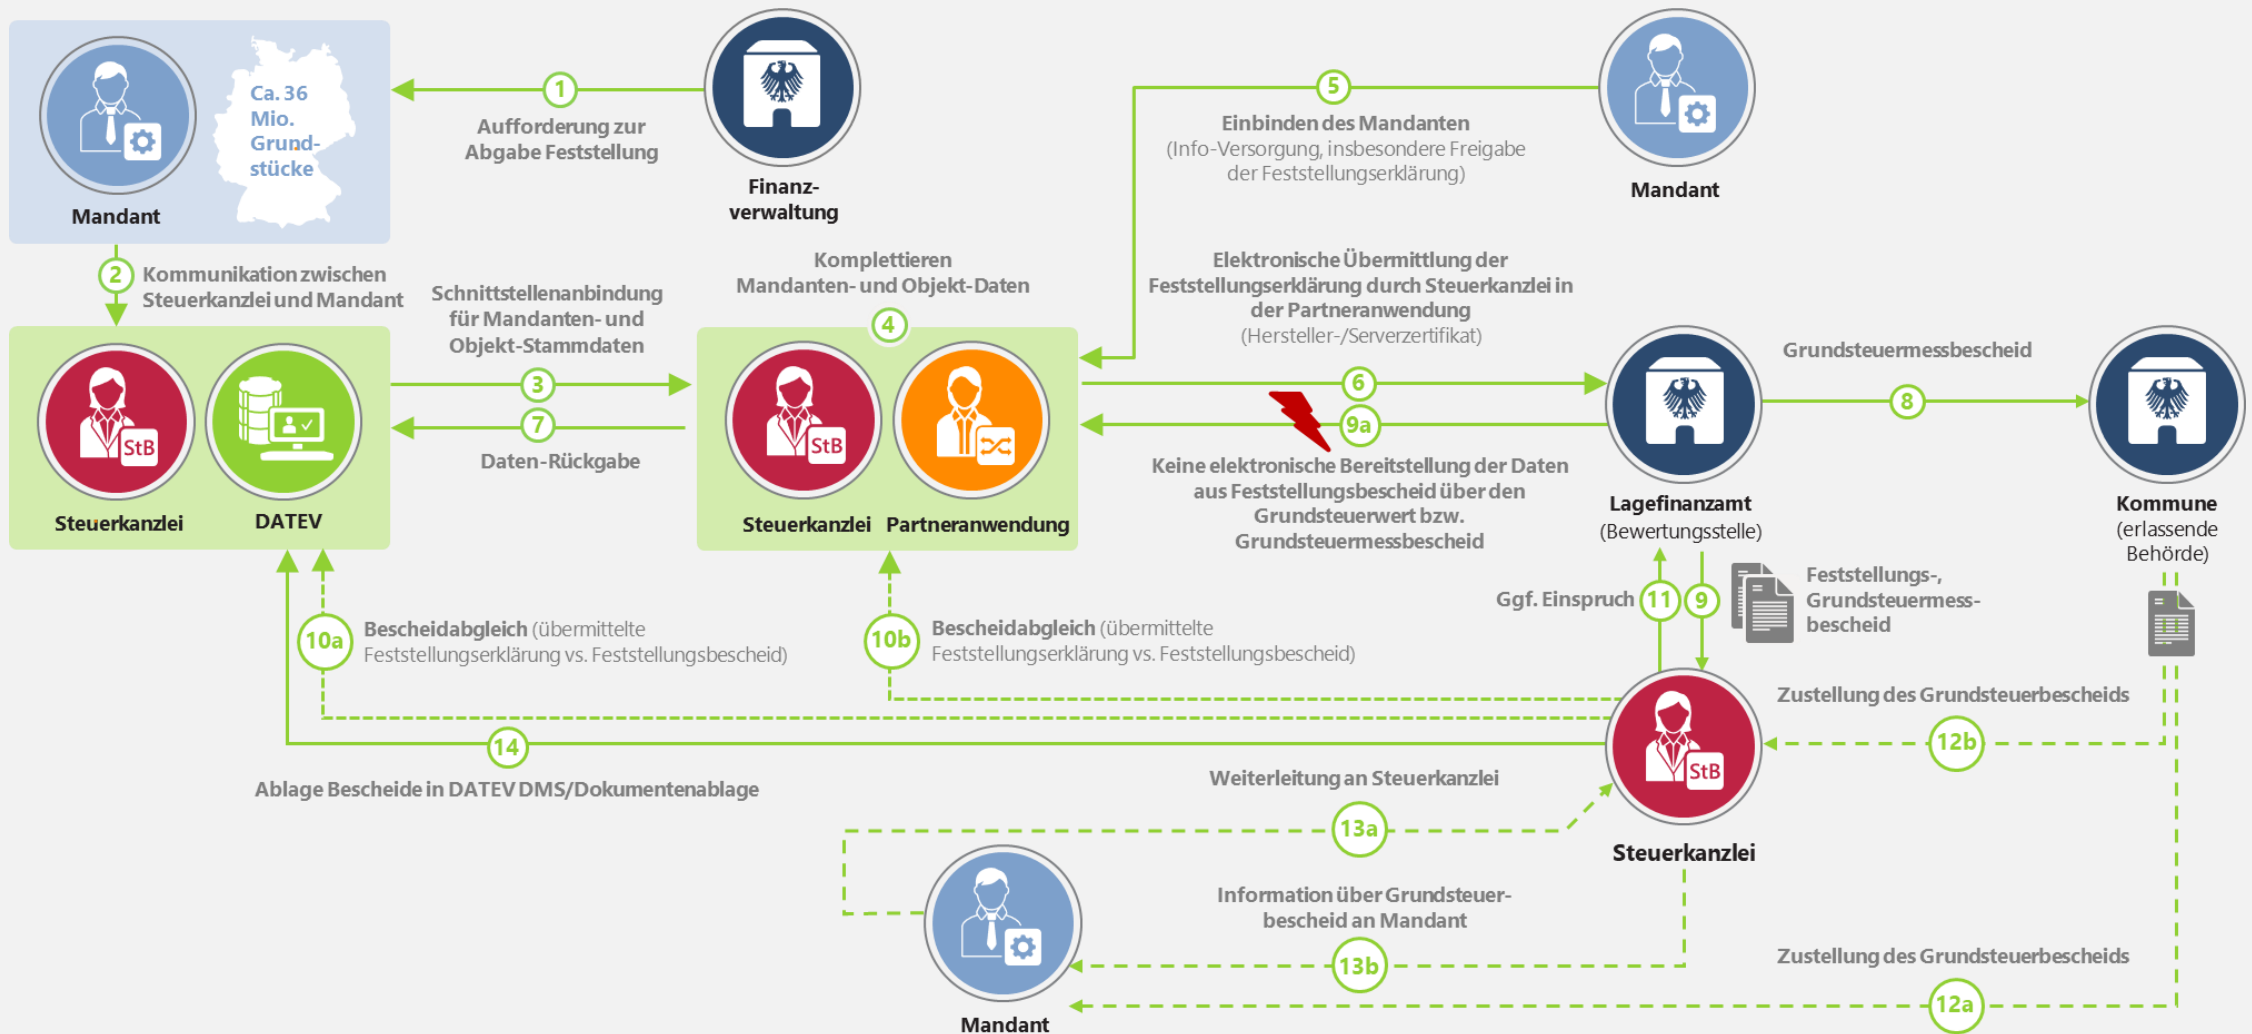 Ca. 36
Mio.
Grund-
stücke
Mandant
1
Aufforderung zur
Abgabe Feststellung
Finanz-
verwaltung
5
Einbinden des Mandanten
(Info-Versorgung, insbesondere Freigabe
der Feststellungserklärung)
Mandant
2
Kommunikation zwischen
Steuerkanzlei und Mandant
Schnittstellenanbindung
für Mandanten- und
Objekt-Stammdaten
3
7
Daten-Rückgabe
StB
Steuerkanzlei
DATEV
Komplettieren
Mandanten- und Objekt-Daten
4
StB
Steuerkanzlei
Partneranwendung
Elektronische Übermittlung der
Feststellungserklärung durch Steuerkanzlei in
der Partneranwendung
(Hersteller-/Serverzertifikat)
6
9a
Keine elektronische Bereitstellung der Daten
aus Feststellungsbescheid über den
Grundsteuerwert bzw.
Grundsteuermessbescheid
Lagefinanzamt
(Bewertungsstelle)
Grundsteuermessbescheid
8
Kommune
(erlassende
Behörde)
Ggf. Einspruch
11
9
Feststellungs-,
Grundsteuermess-
bescheid
10a
Bescheidabgleich (übermittelte
Feststellungserklärung vs. Feststellungsbescheid)
10b
Bescheidabgleich (übermittelte
Feststellungserklärung vs. Feststellungsbescheid)
14
Ablage Bescheide in DATEV DMS/Dokumentenablage
StB
Steuerkanzlei
Zustellung des Grundsteuerbescheids
12b
Weiterleitung an Steuerkanzlei
13a
Information über Grundsteuer-
bescheid an Mandant
13b
Mandant
Zustellung des Grundsteuerbescheids
12a